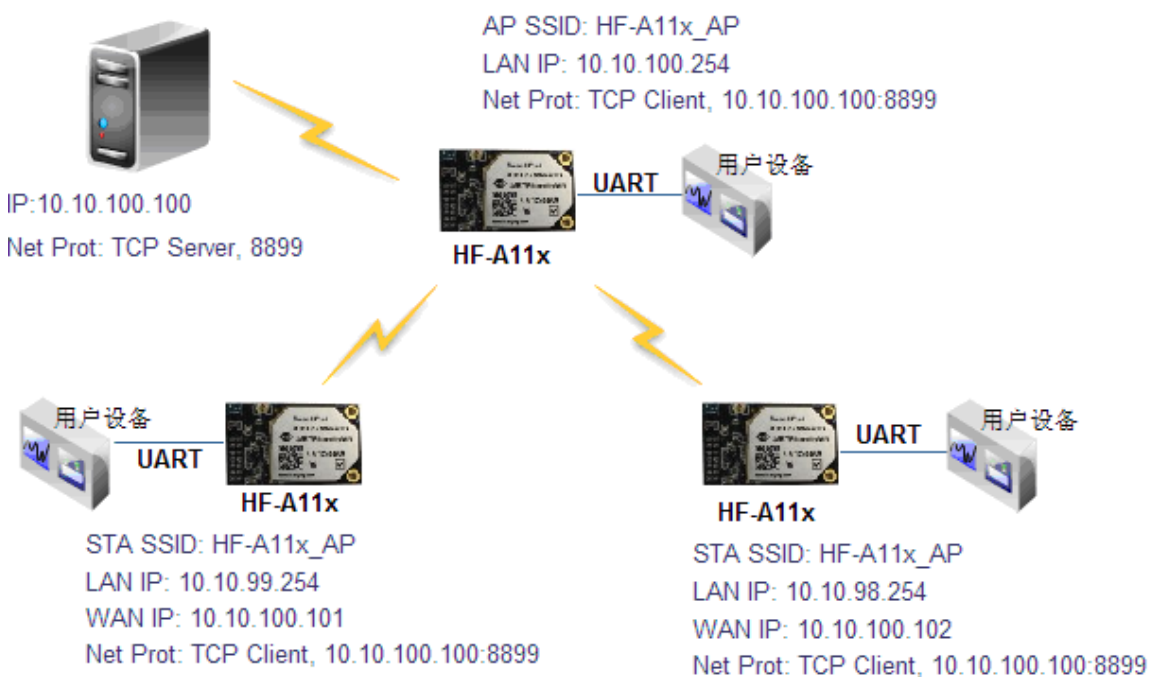 AP SSID: HF-A11x_AP
LAN IP: 10.10.100.254
Net Prot: TCP Client, 10.10.100.100:8899
用户设备
UART
HF-A11x
IP:10.10.100.100
Net Prot: TCP Server, 8899
用户设备
UART
HF-A11x
STA SSID: HF-A11x_AP
LAN IP: 10.10.99.254
WAN IP: 10.10.100.101
Net Prot: TCP Client, 10.10.100.100:8899
用户设备
UART
HF-A11x
STA SSID: HF-A11x_AP
LAN IP: 10.10.98.254
WAN IP: 10.10.100.102
Net Prot: TCP Client, 10.10.100.100:8899